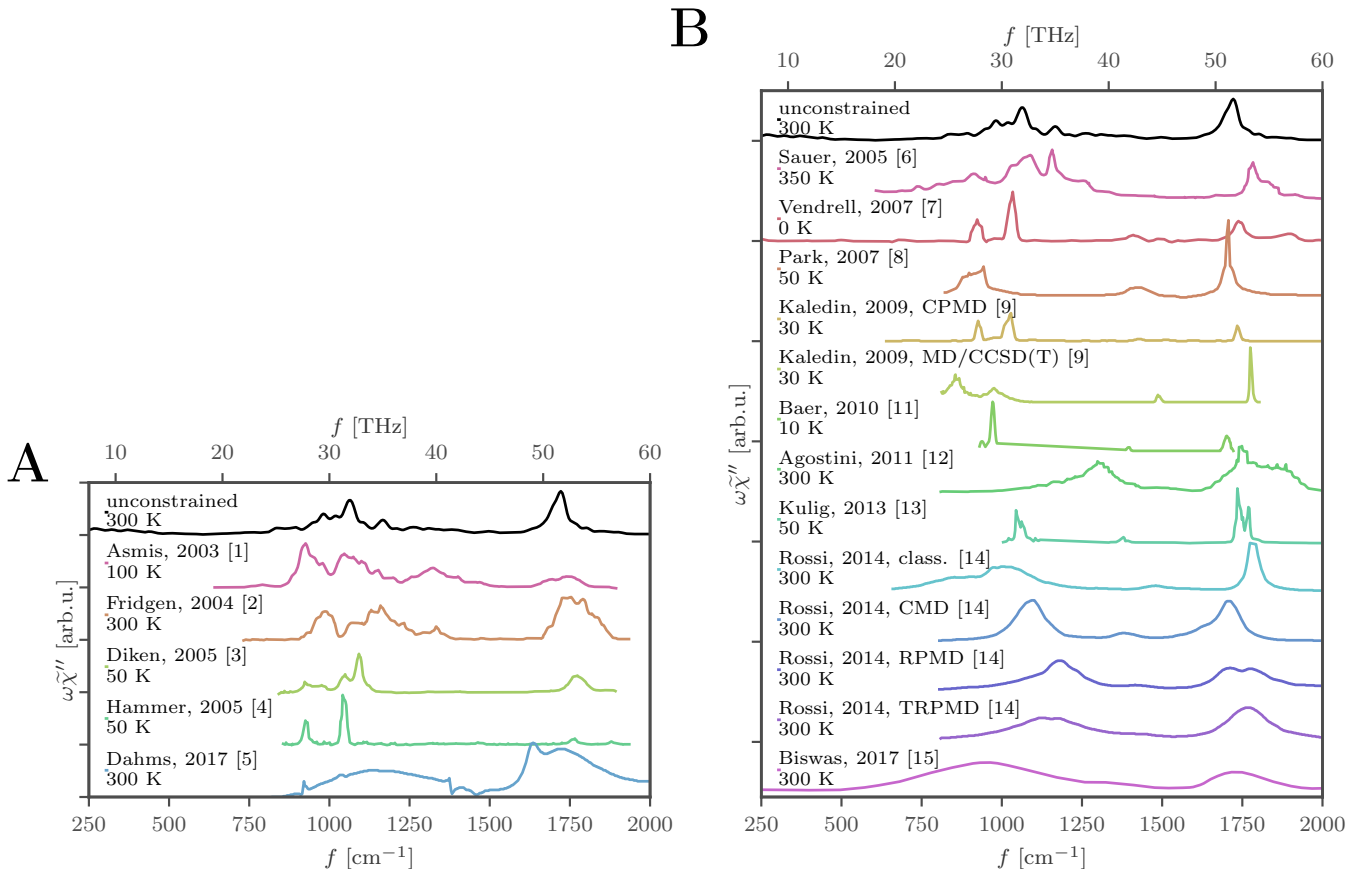 A
f [THz]
10 20 30 40 50 60
unconstrained
300 K
Asmis, 2003 [1]
100 K
Fridgen, 2004 [2]
300 K
Diken, 2005 [3]
50 K
Hammer, 2005 [4]
50 K
Dahms, 2017 [5]
300 K
ωχ̃″ [arb.u.]
250 500 750 1000 1250 1500 1750 2000
f [cm⁻¹]
B
f [THz]
10 20 30 40 50 60
unconstrained
300 K
Sauer, 2005 [6]
350 K
Vendrell, 2007 [7]
0 K
Park, 2007 [8]
50 K
Kaledin, 2009, CPMD [9]
30 K
Kaledin, 2009, MD/CCSD(T) [9]
30 K
Baer, 2010 [11]
10 K
Agostini, 2011 [12]
300 K
Kulig, 2013 [13]
50 K
Rossi, 2014, class. [14]
300 K
Rossi, 2014, CMD [14]
300 K
Rossi, 2014, RPMD [14]
300 K
Rossi, 2014, TRPMD [14]
300 K
Biswas, 2017 [15]
300 K
ωχ̃″ [arb.u.]
250 500 750 1000 1250 1500 1750 2000
f [cm⁻¹]